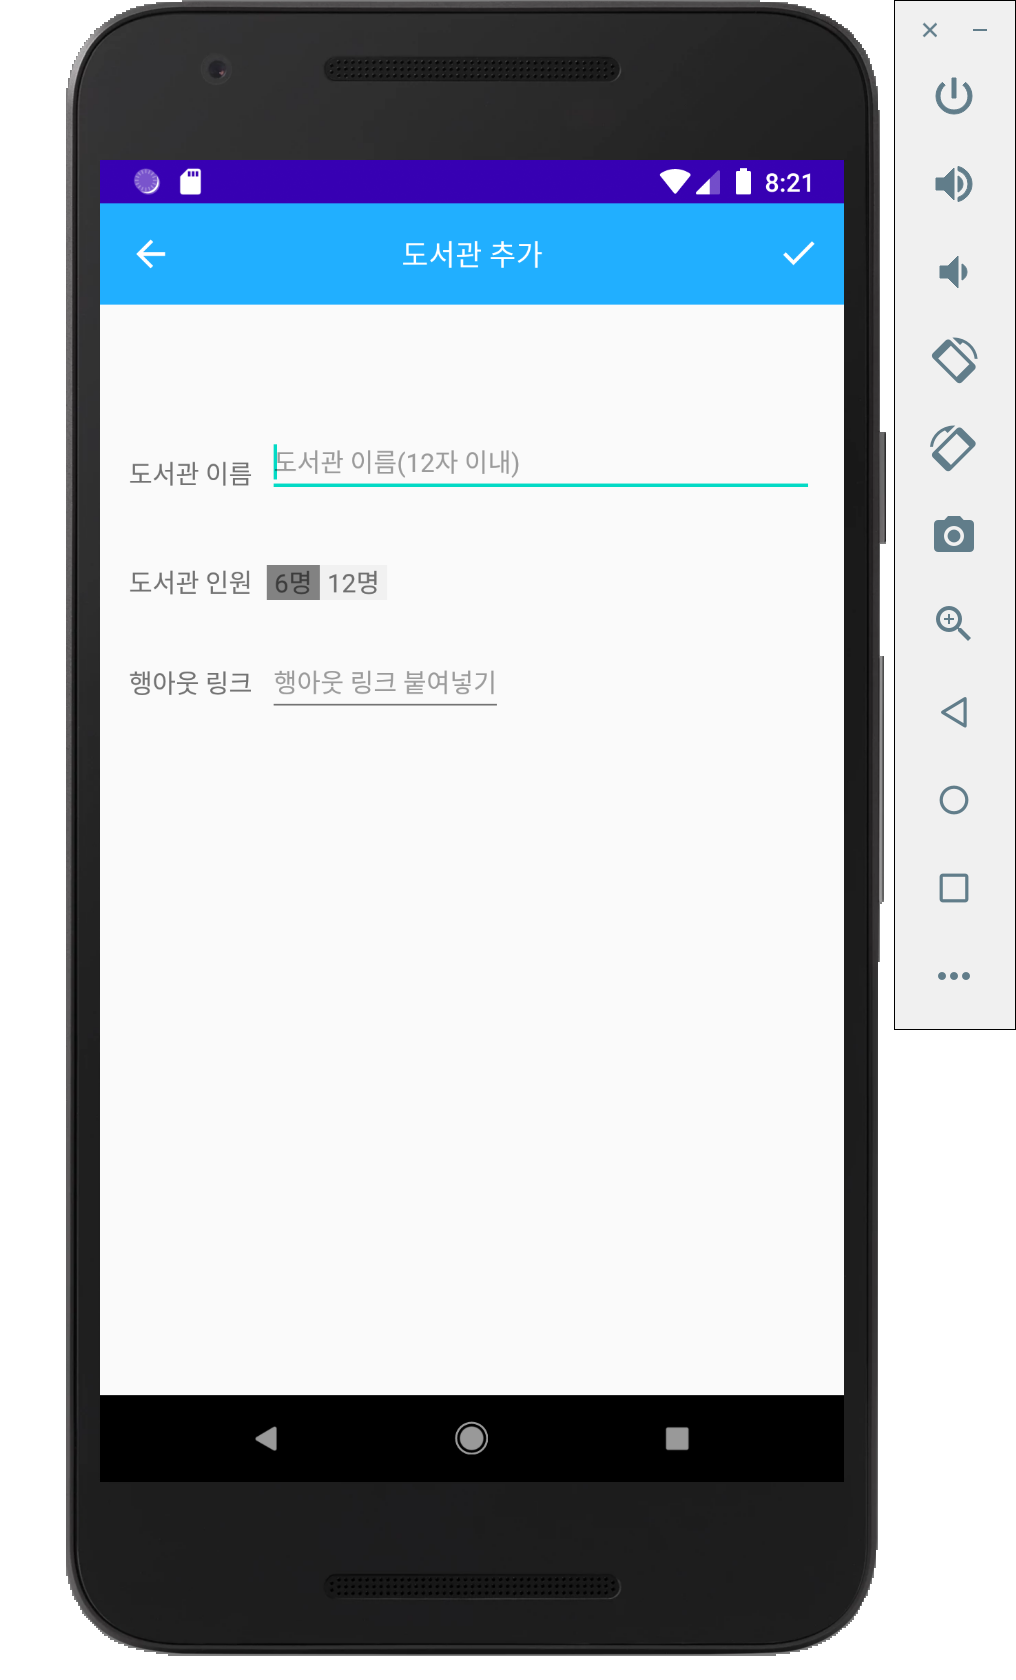 8:21
도서관 추가
도서관 이름 도서관 이름(12자 이내)
도서관 인원 6명 12명
행아웃 링크 행아웃 링크 붙여넣기